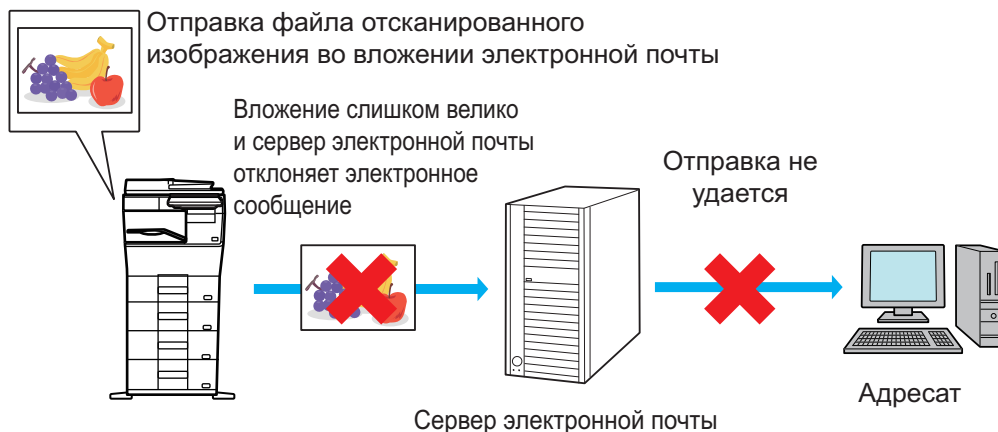 Отправка файла отсканированного
изображения во вложении электронной почты
Вложение слишком велико
и сервер электронной почты
отклоняет электронное
сообщение
Отправка не
удается
Адресат
Сервер электронной почты